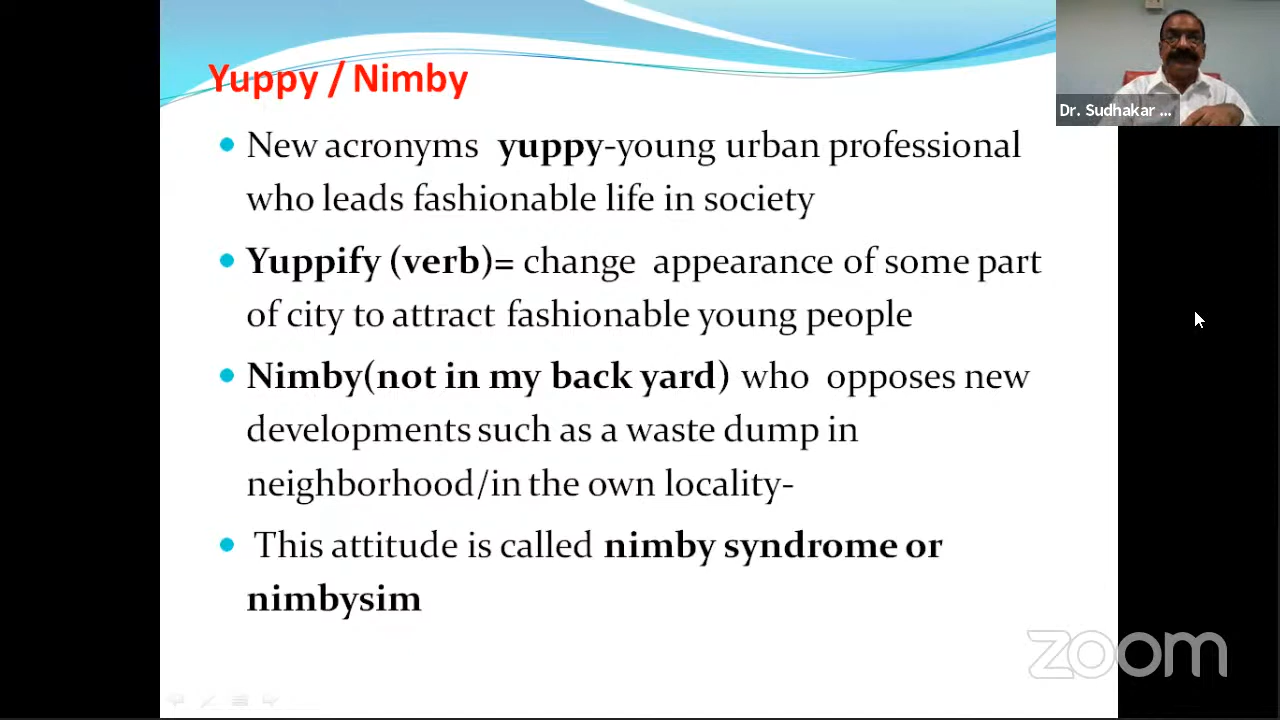 Yuppy / Nimby
Dr. Sudhakar ...
New acronyms yuppy-young urban professional
who leads fashionable life in society
Yuppify (verb)= change appearance of some part
of city to attract fashionable young people
Nimby(not in my back yard) who opposes new
developments such as a waste dump in
neighborhood/in the own locality-
This attitude is called nimby syndrome or
nimbysim
zoom